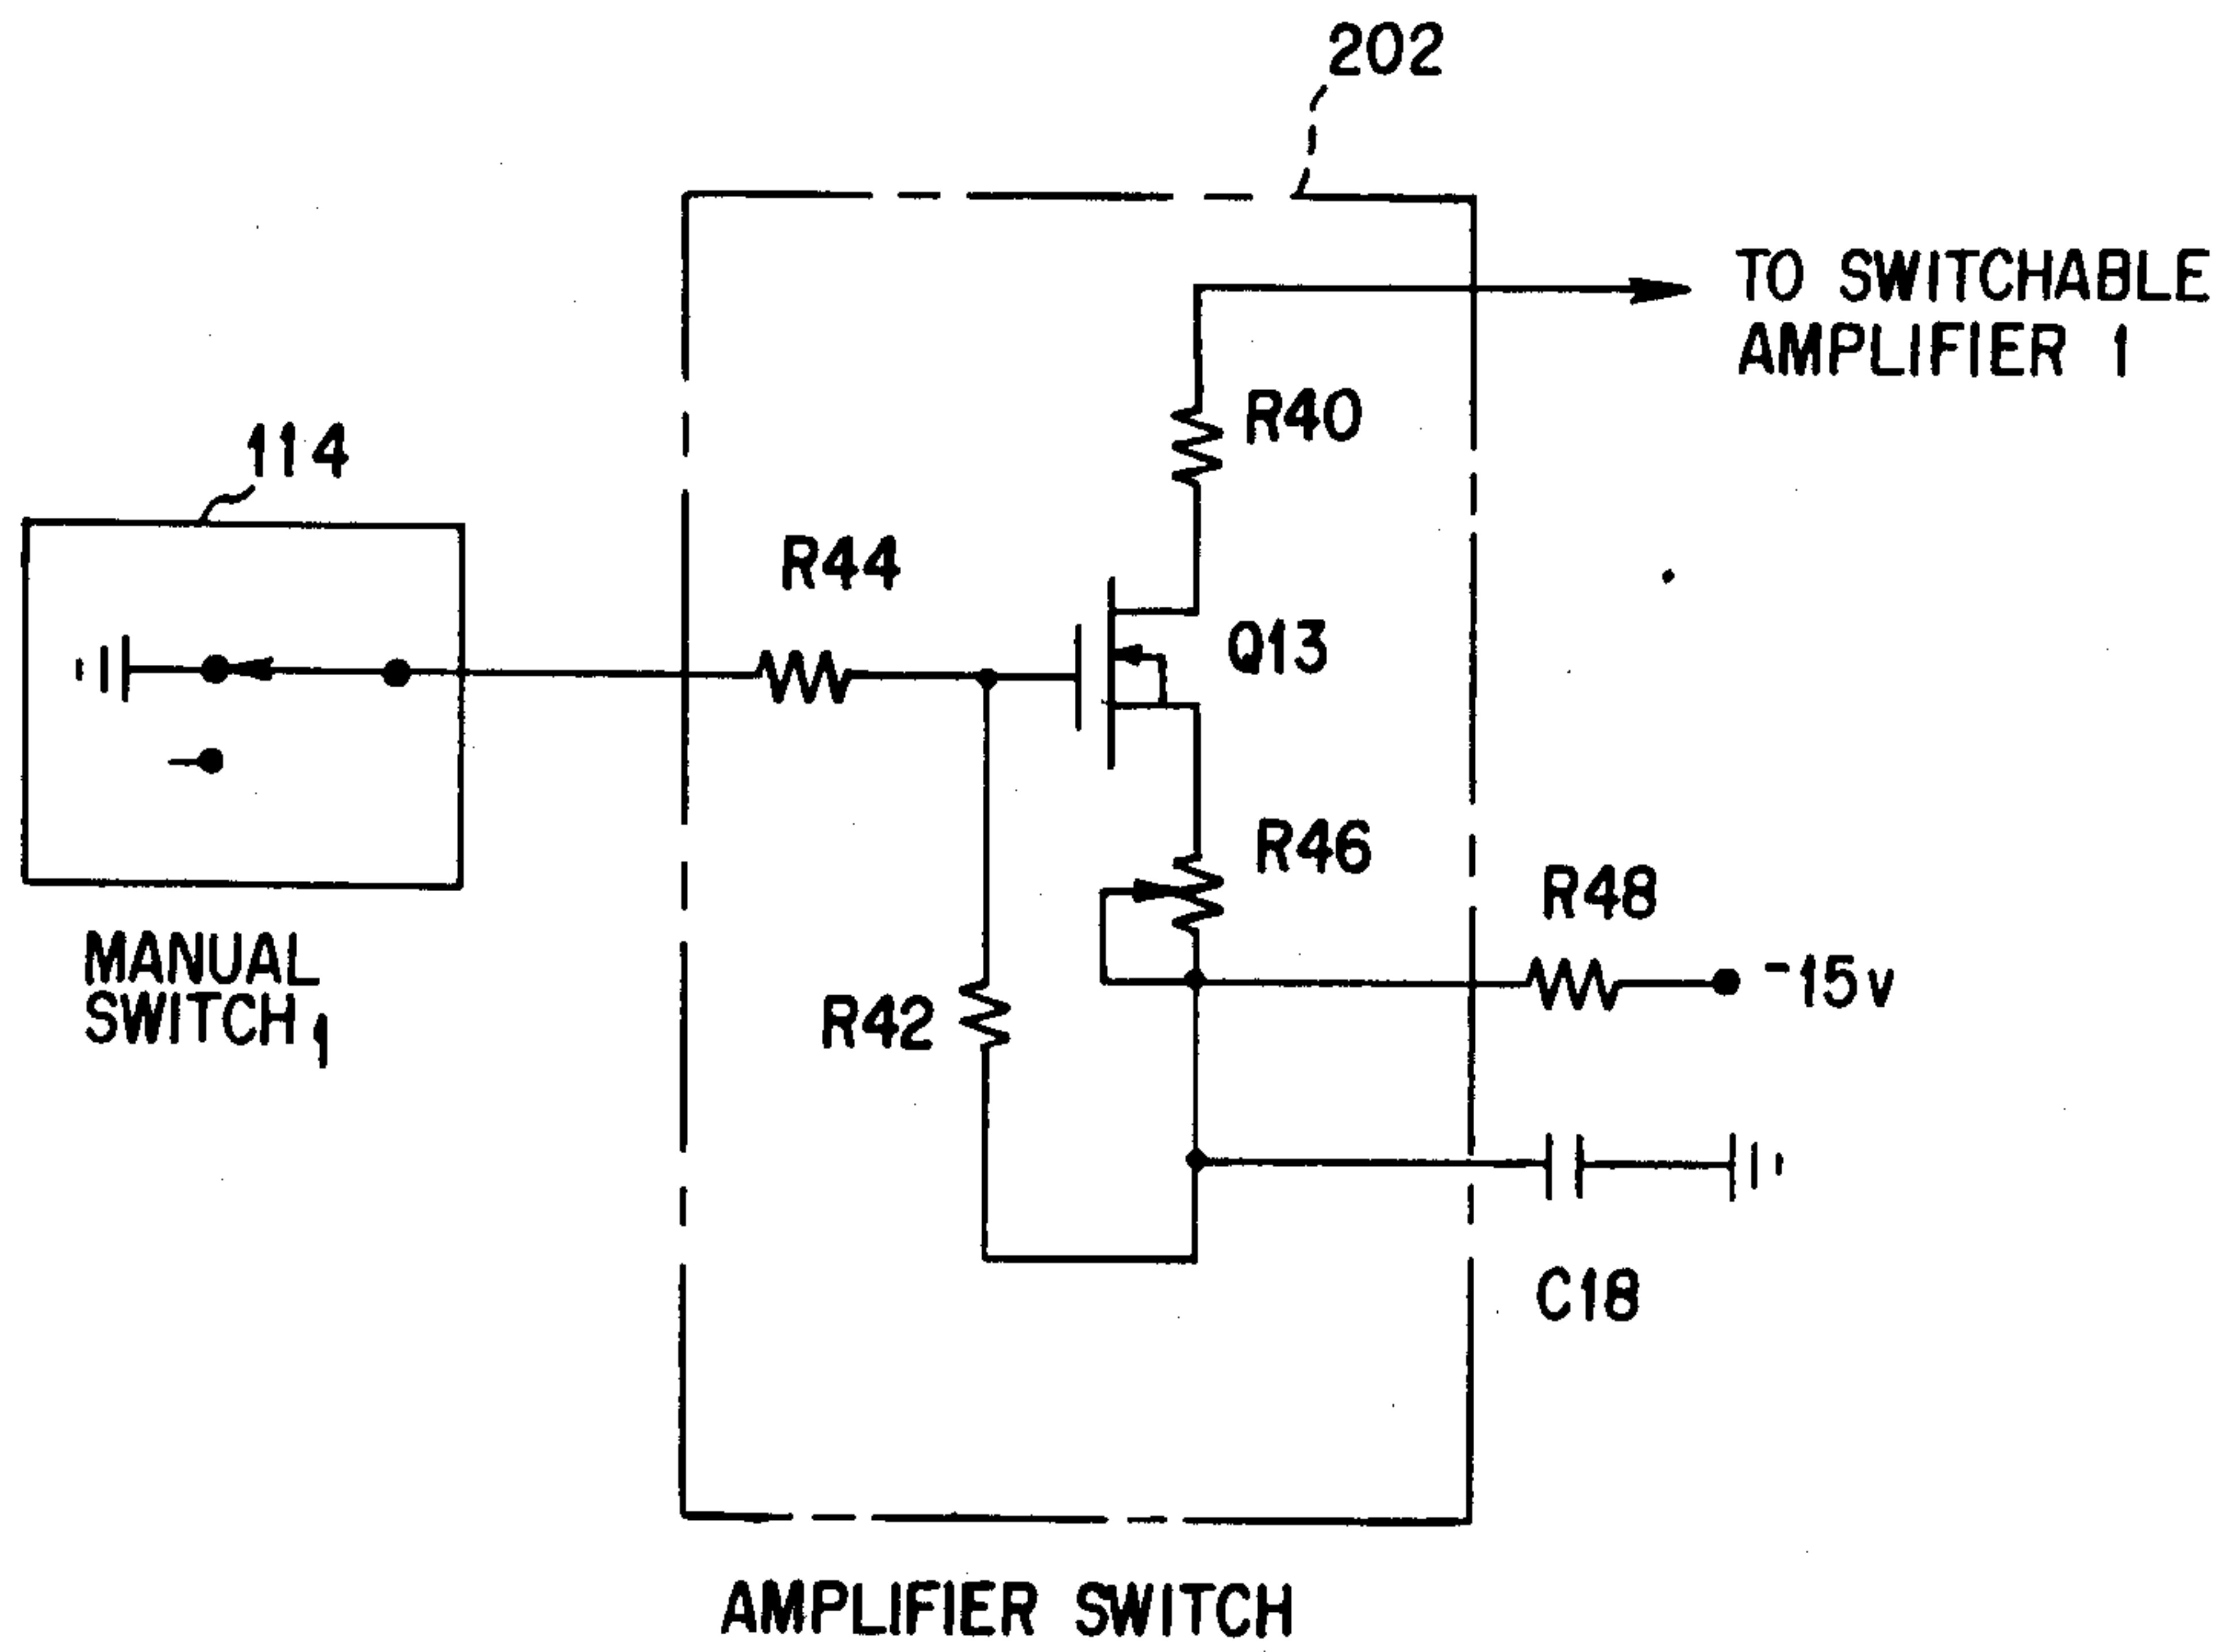 202
TO SWITCHABLE
AMPLIFIER 1
R40
114
R44
Q13
R46
R48
-15v
MANUAL
SWITCH1
R42
C18
AMPLIFIER SWITCH